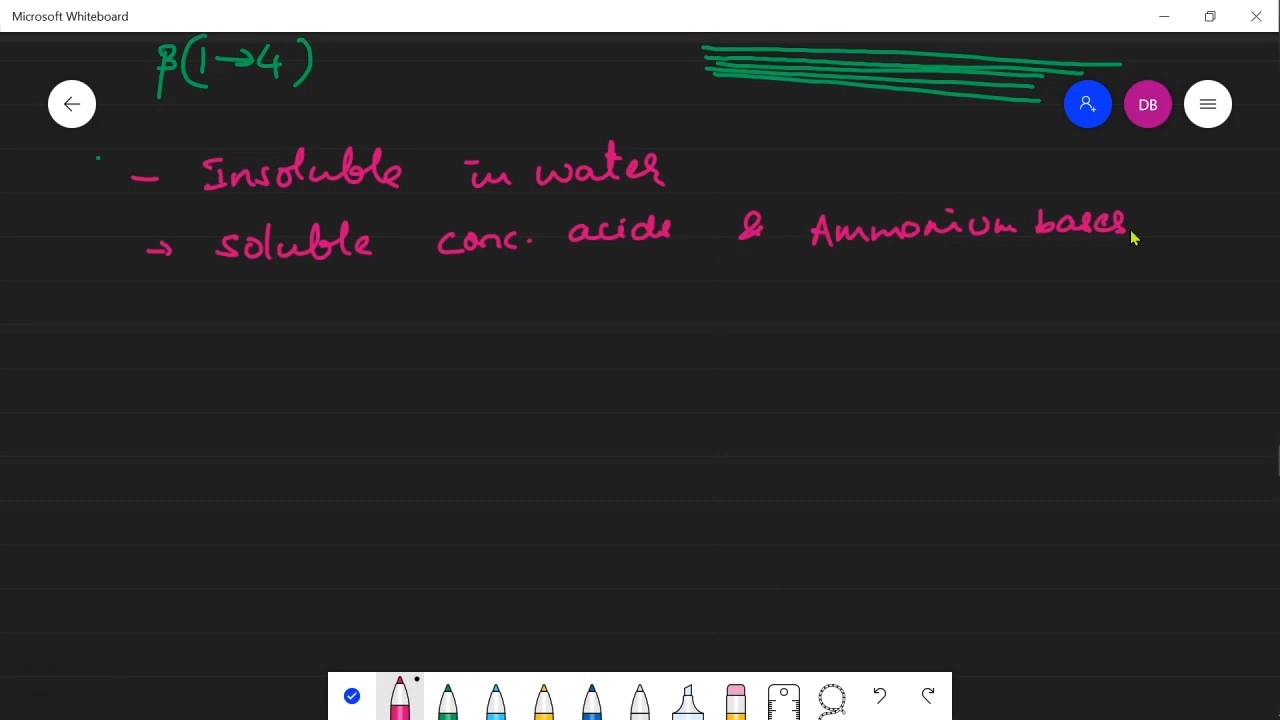 Microsoft Whiteboard
β(1→4)
DB
- Insoluble in water
→ soluble conc. acids & Ammonium bases